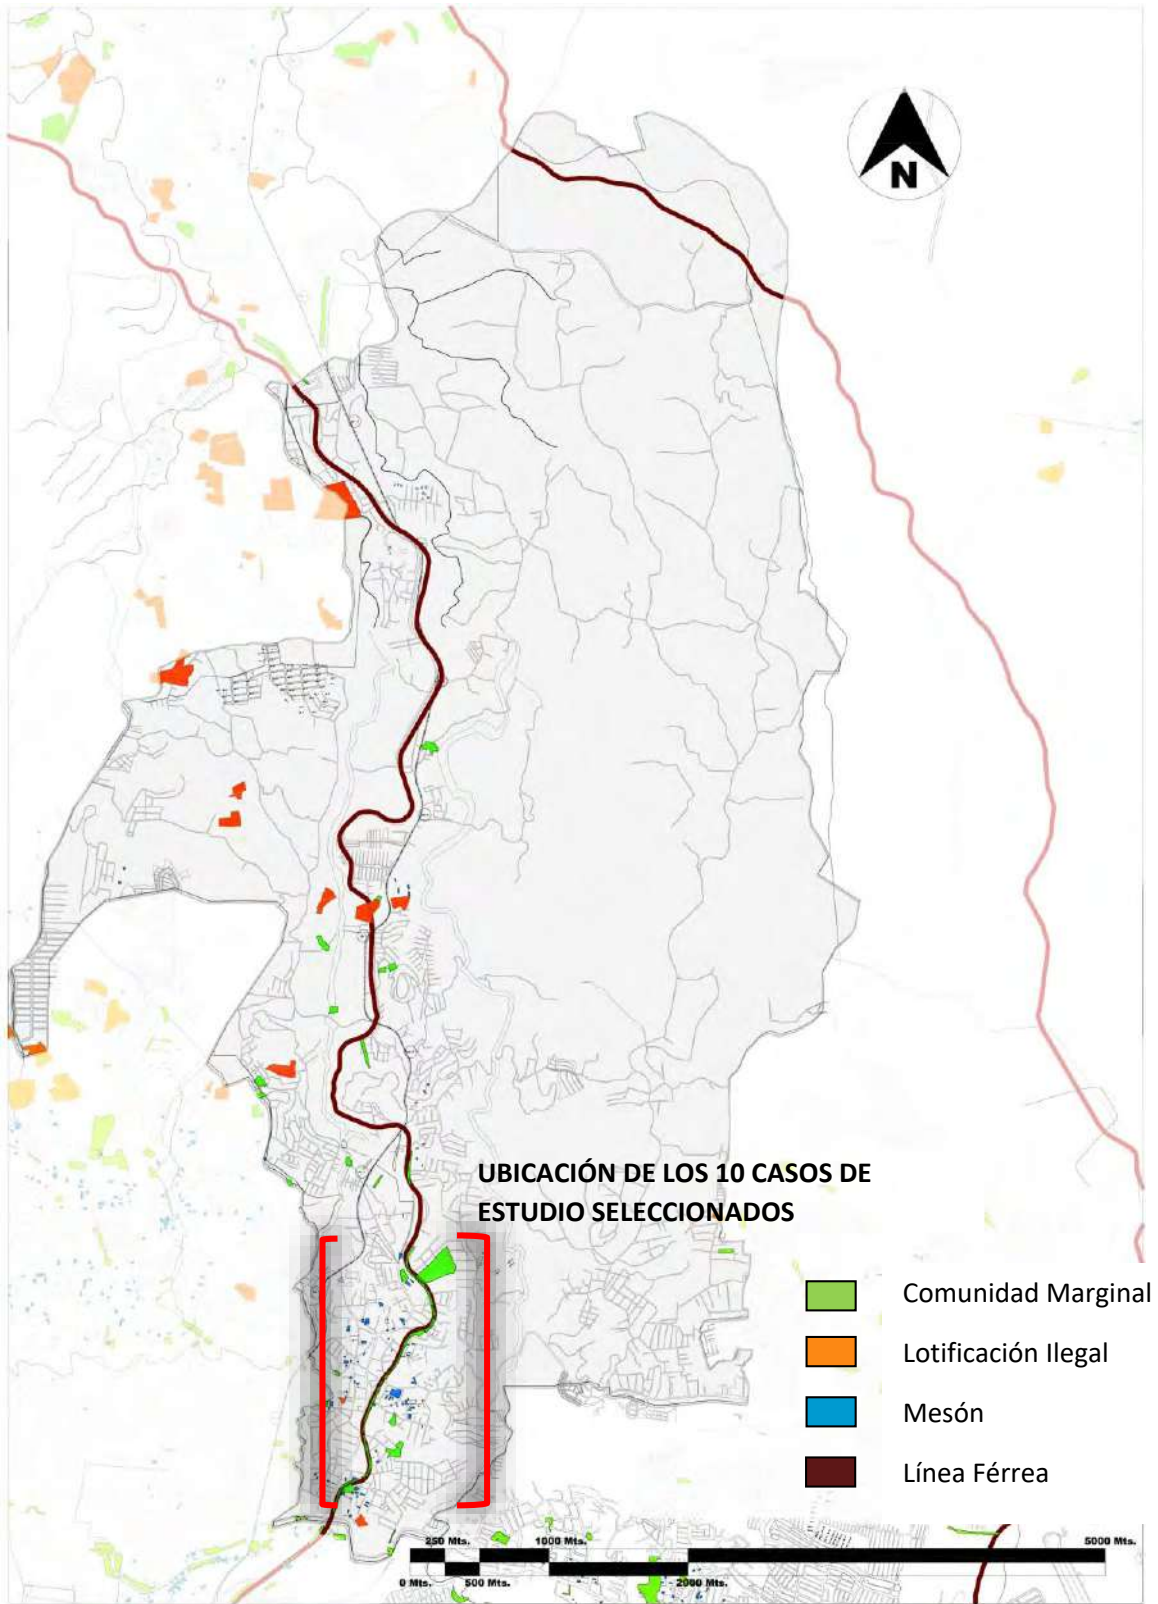 N
UBICACIÓN DE LOS 10 CASOS DE
ESTUDIO SELECCIONADOS
Comunidad Marginal
Lotificación Ilegal
Mesón
Línea Férrea
250 Mts.
1000 Mts.
5000 Mts.
0 Mts.
500 Mts.
2000 Mts.